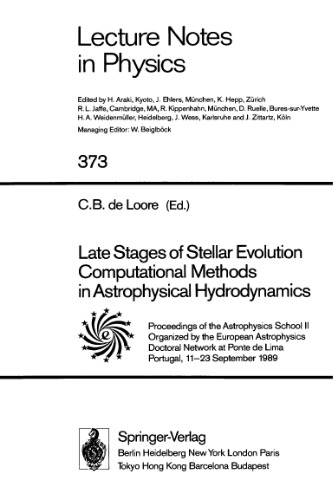 Lecture Notes
in Physics
Edited by H. Araki, Kyoto, J. Ehlers, München, K. Hepp, Zürich
R. L. Jaffe, Cambridge, MA, R. Kippenhahn, München, D. Ruelle, Bures-sur-Yvette
H. A. Weidenmüller, Heidelberg, J. Wess, Karlsruhe and J. Zittartz, Köln
Managing Editor: W. Beiglböck
373
C.B. de Loore (Ed.)
Late Stages of Stellar Evolution
Computational Methods
in Astrophysical Hydrodynamics
Proceedings of the Astrophysics School II
Organized by the European Astrophysics
Doctoral Network at Ponte de Lima
Portugal, 11–23 September 1989
Springer-Verlag
Berlin Heidelberg New York London Paris
Tokyo Hong Kong Barcelona Budapest